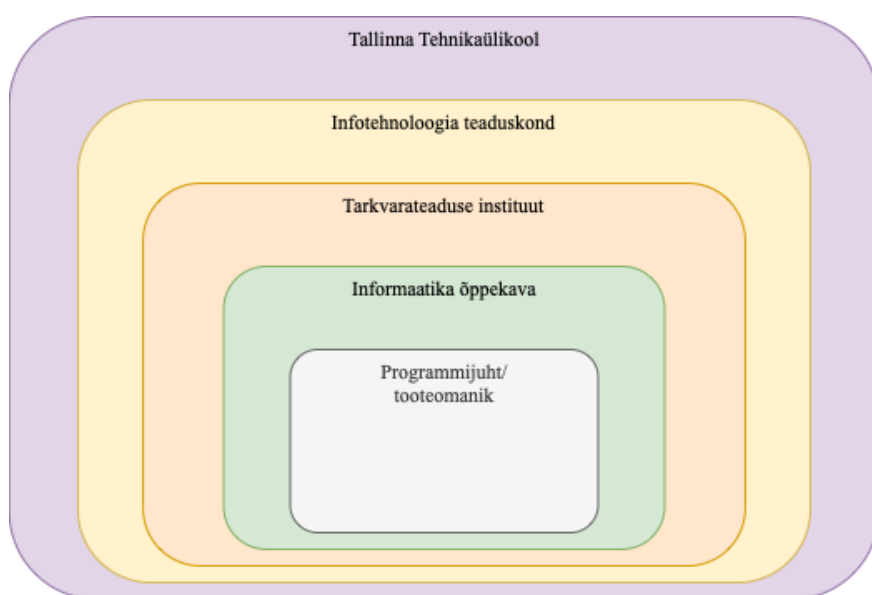 Tallinna Tehnikaülikool
Infotehnoloogia teaduskond
Tarkvarateaduse instituut
Informaatika õppekava
Programmijuht/
tooteomanik